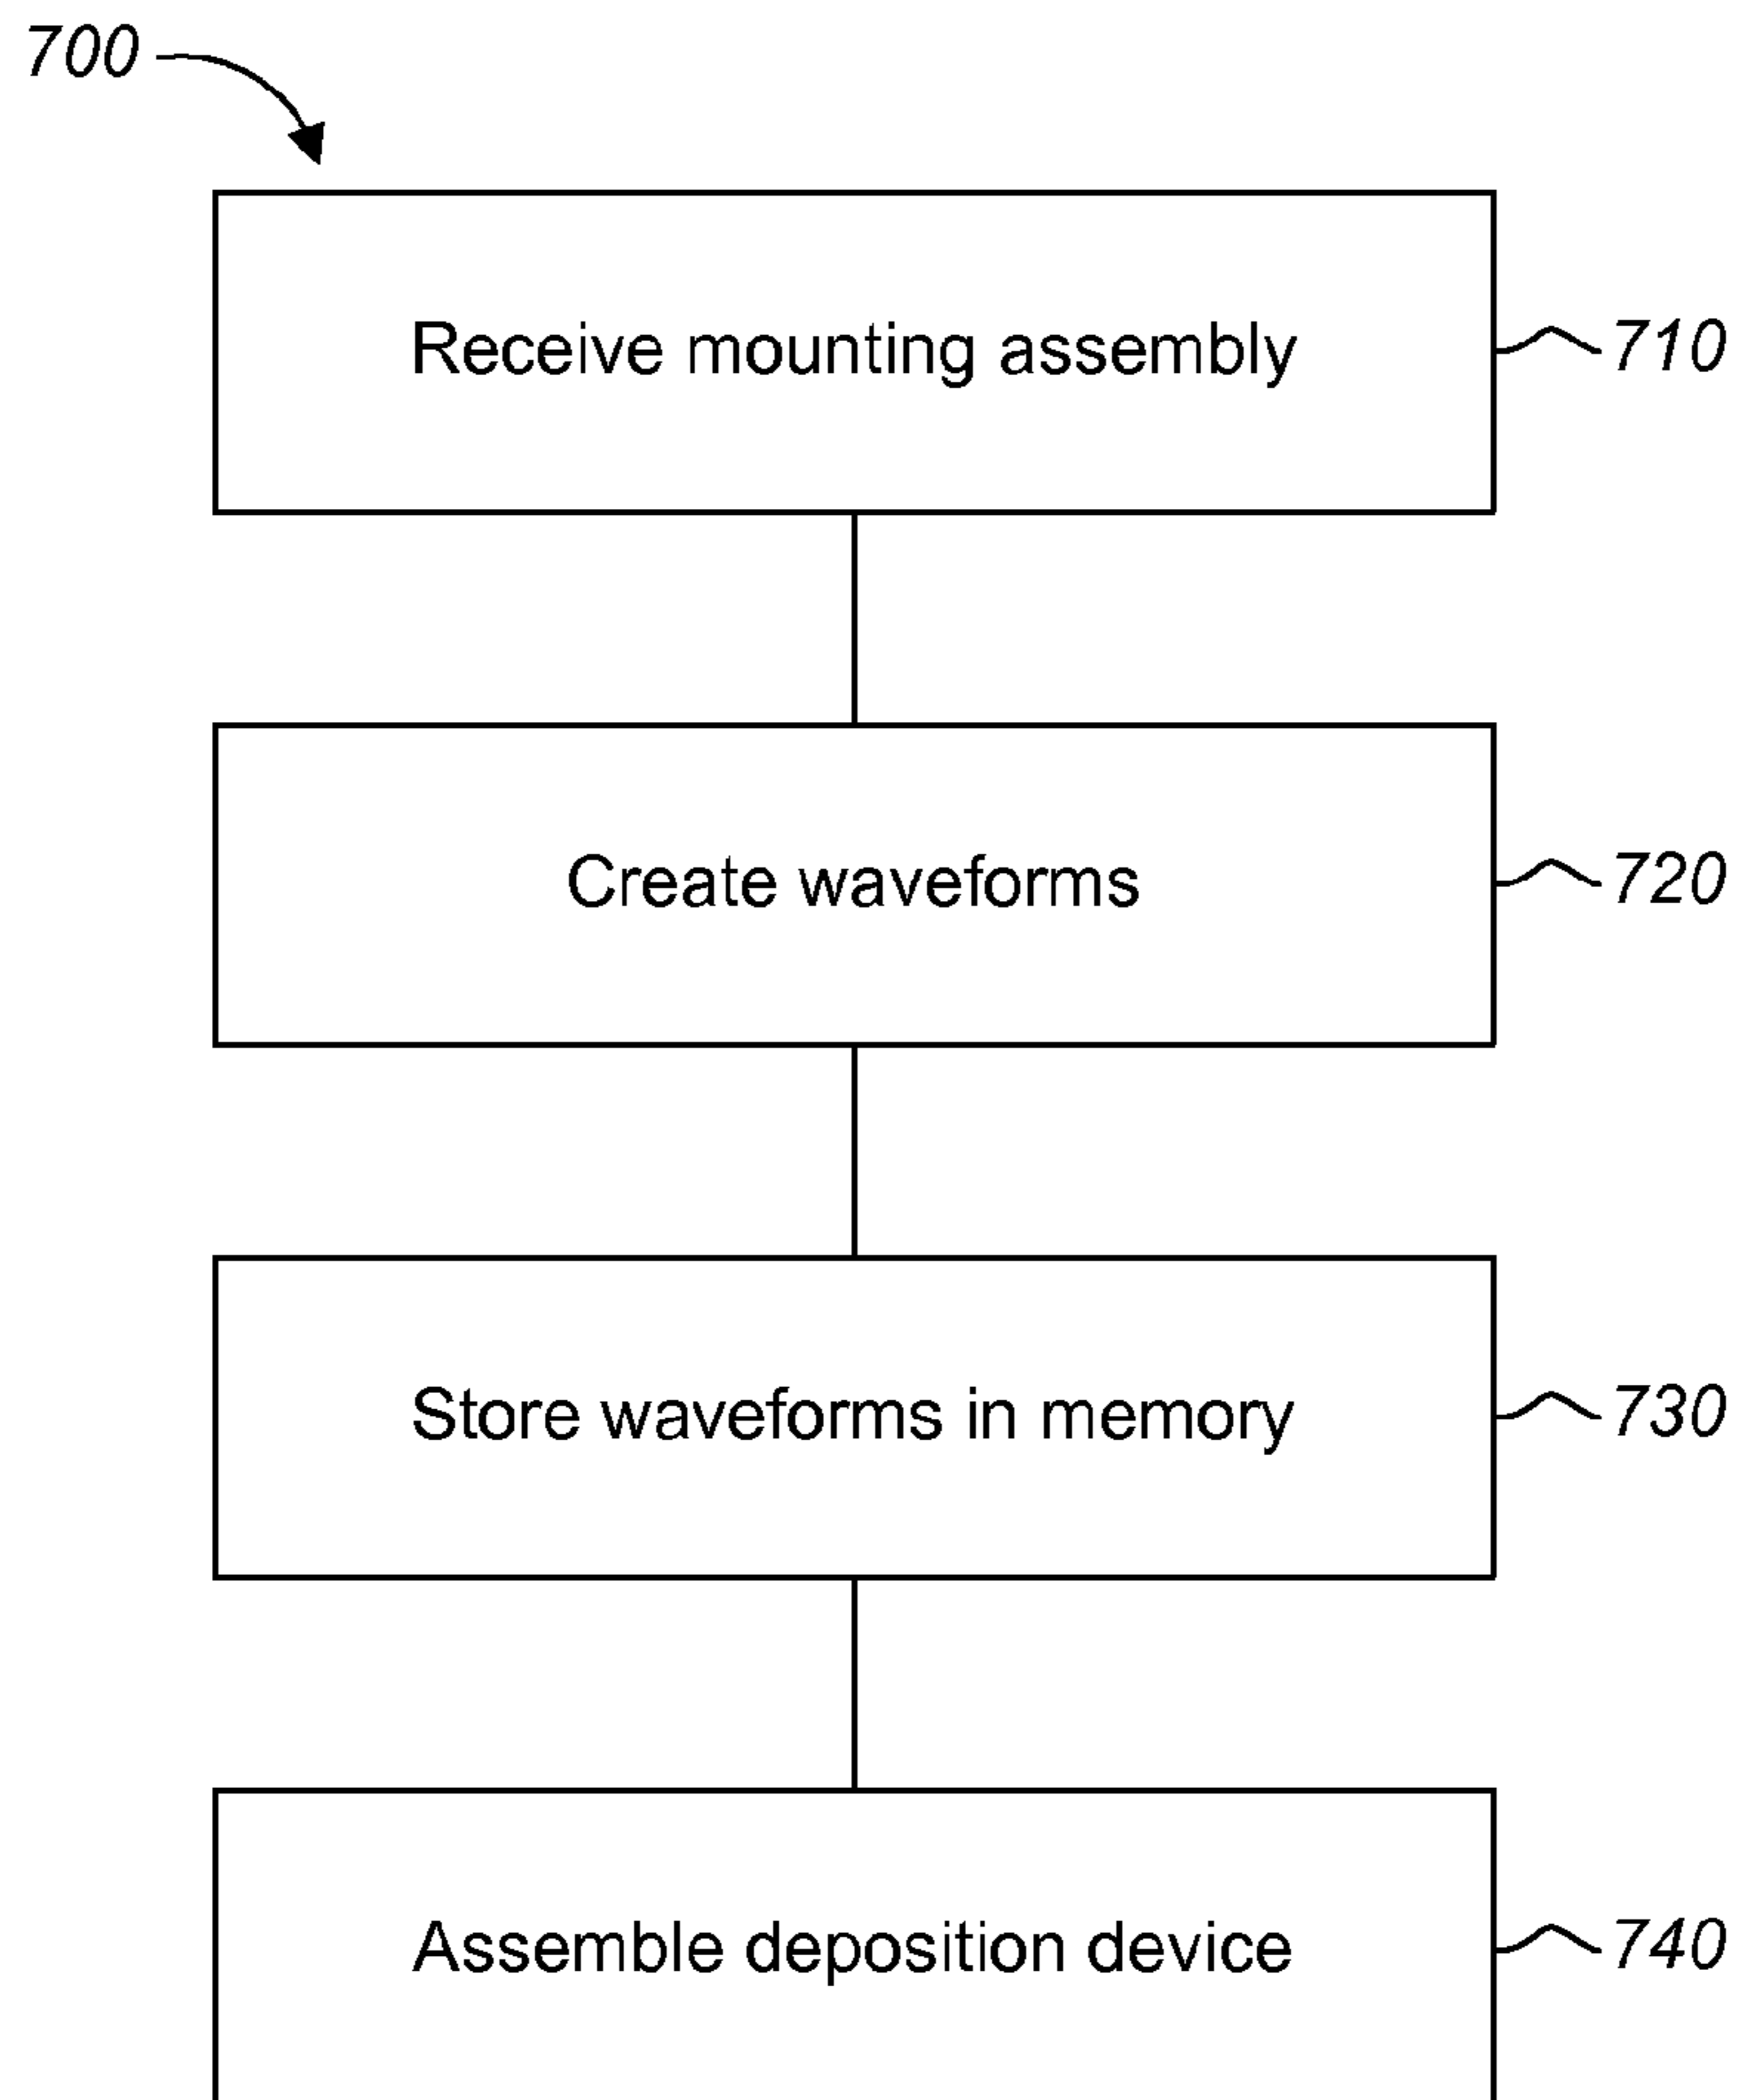 700
Receive mounting assembly 710
Create waveforms 720
Store waveforms in memory 730
Assemble deposition device 740